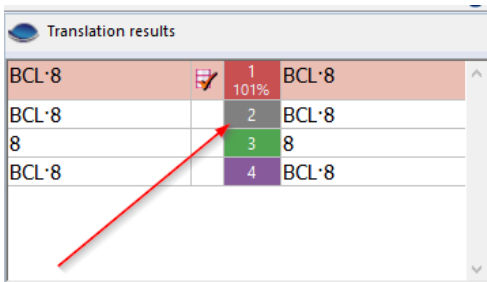 Translation results
BCL·8 1 101% BCL·8
BCL·8 2 BCL·8
8 3 8
BCL·8 4 BCL·8